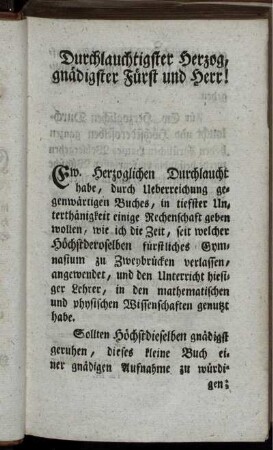 Durchlauchtigster Herzog,
gnädigster Fürst und Herr!
Ew. Herzoglichen Durchlaucht
habe, durch Ueberreichung ge-
genwärtigen Buches, in tiefster Un-
terthänigkeit einige Rechenschaft geben
wollen, wie ich die Zeit, seit welcher
Höchstderoselben fürstliches Gym-
nasium zu Zweybrücken verlassen,
angewendet, und den Unterricht hiesi-
ger Lehrer, in den mathematischen
und physischen Wissenschaften genutzt
habe.
Sollten Höchstdieselben gnädigst
geruhen, dieses kleine Buch ei-
ner gnädigen Aufnahme zu würdi-
gen;